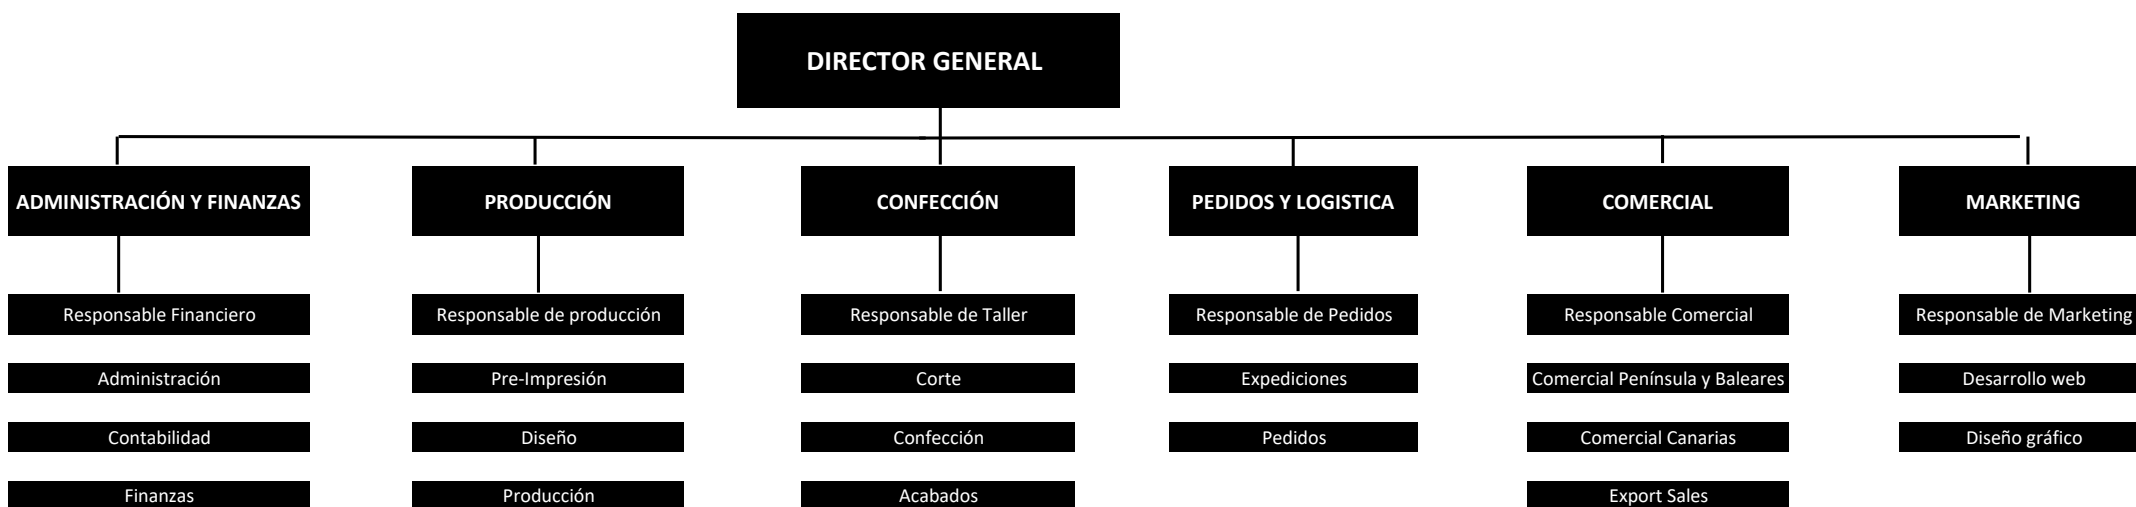 DIRECTOR GENERAL
ADMINISTRACIÓN Y FINANZAS
PRODUCCIÓN
CONFECCIÓN
PEDIDOS Y LOGISTICA
COMERCIAL
MARKETING
Responsable Financiero
Responsable de producción
Responsable de Taller
Responsable de Pedidos
Responsable Comercial
Responsable de Marketing
Administración
Pre-Impresión
Corte
Expediciones
Comercial Península y Baleares
Desarrollo web
Contabilidad
Diseño
Confección
Pedidos
Comercial Canarias
Diseño gráfico
Finanzas
Producción
Acabados
Export Sales